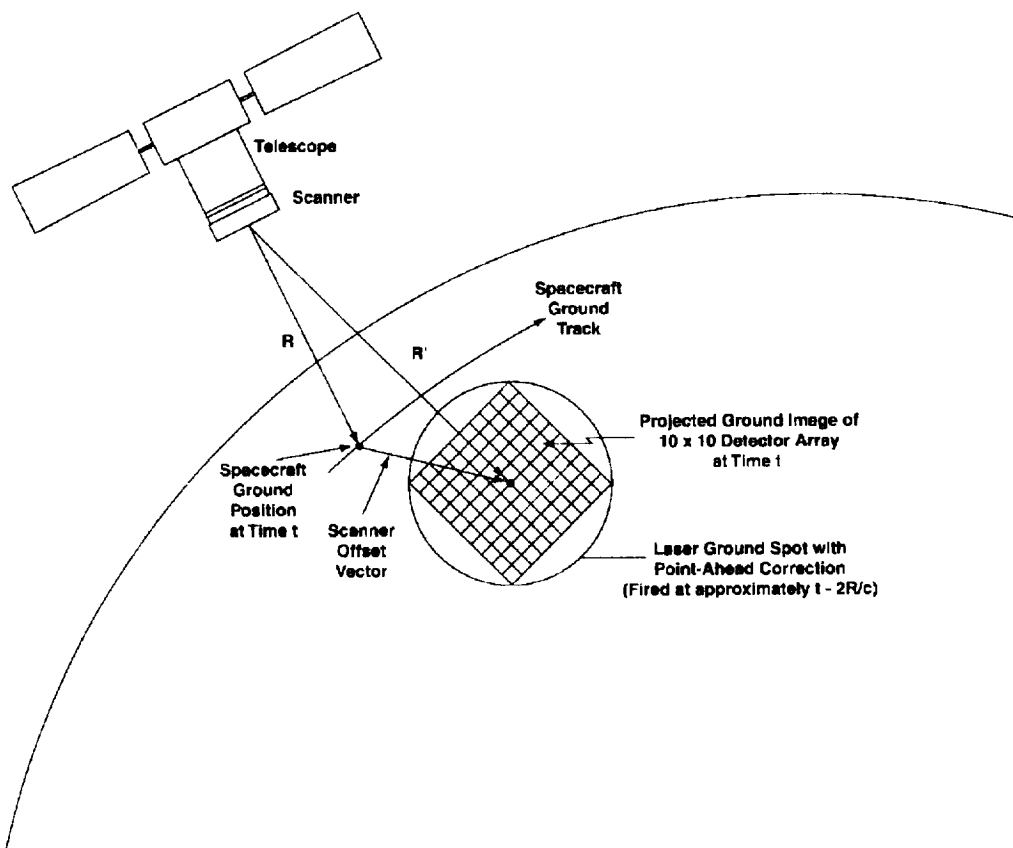 Telescope
Scanner
Spacecraft
Ground
Track
R
R'
Projected Ground Image of
10 x 10 Detector Array
at Time t
Spacecraft
Ground
Position
at Time t
Scanner
Offset
Vector
Laser Ground Spot with
Point-Ahead Correction
(Fired at approximately t - 2R/c)